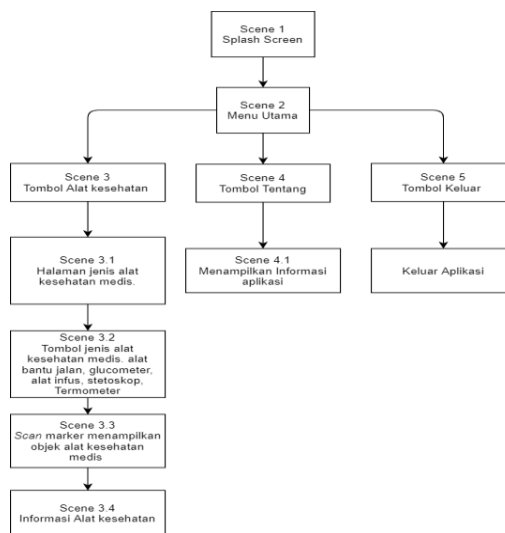 Scene 1
Splash Screen
Scene 2
Menu Utama
Scene 3
Tombol Alat kesehatan
Scene 4
Tombol Tentang
Scene 5
Tombol Keluar
Scene 3.1
Halaman jenis alat
kesehatan medis.
Scene 4.1
Menampilkan Informasi
aplikasi
Keluar Aplikasi
Scene 3.2
Tombol jenis alat
kesehatan medis. alat
bantu jalan, glucometer,
alat infus, stetoskop,
Termometer
Scene 3.3
Scan marker menampilkan
objek alat kesehatan
medis
Scene 3.4
Informasi Alat kesehatan